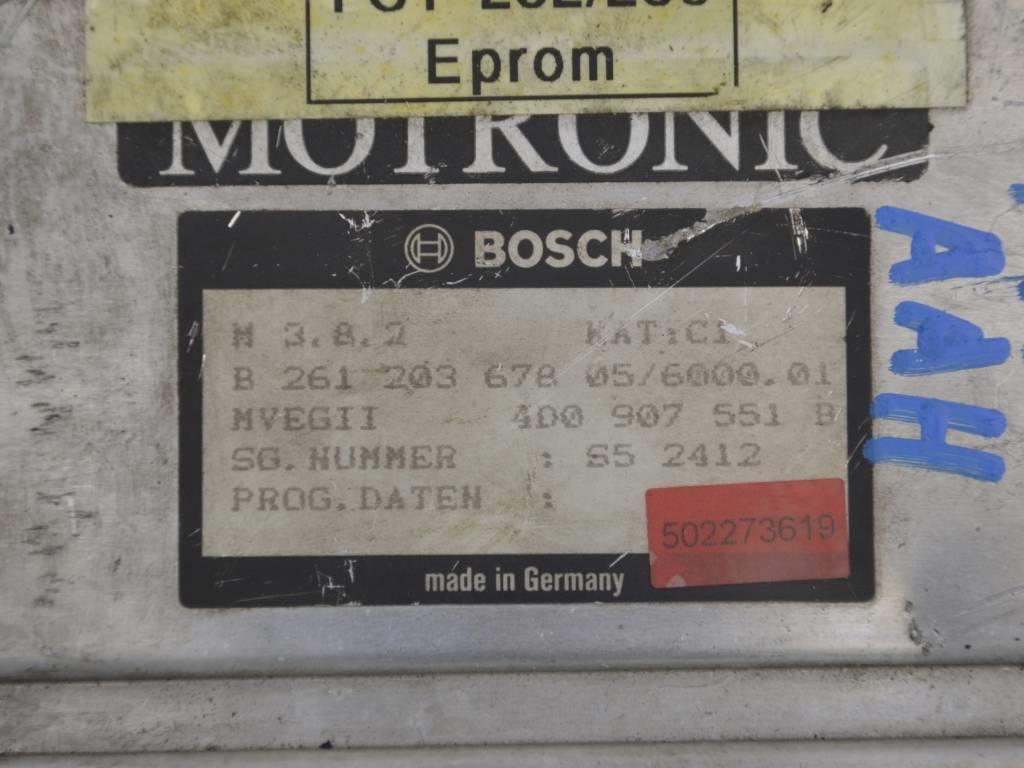 Eprom
MOTRONIC
BOSCH
M 3.8.2 KAT:C1
B 261 203 678 05/6000.01
MVEGII 4D0 907 551 B
SG.NUMMER : S5 2412
PROG.DATEN :
502273619
made in Germany
AAH